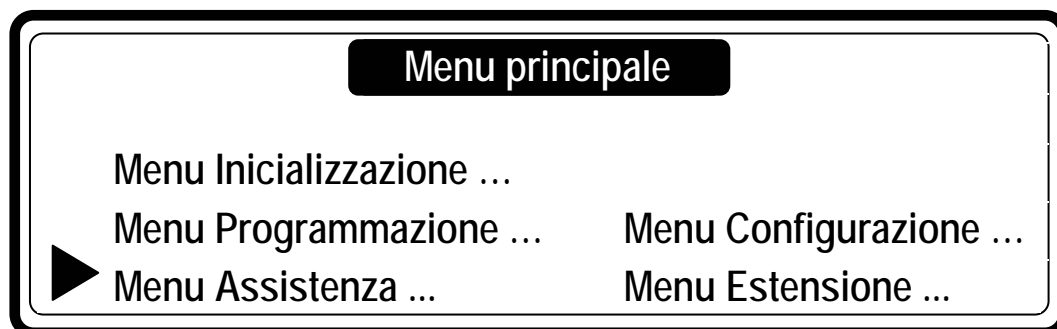 Menu principale
Menu Inicializzazione ...
Menu Programmazione ... Menu Configurazione ...
Menu Assistenza ... Menu Estensione ...